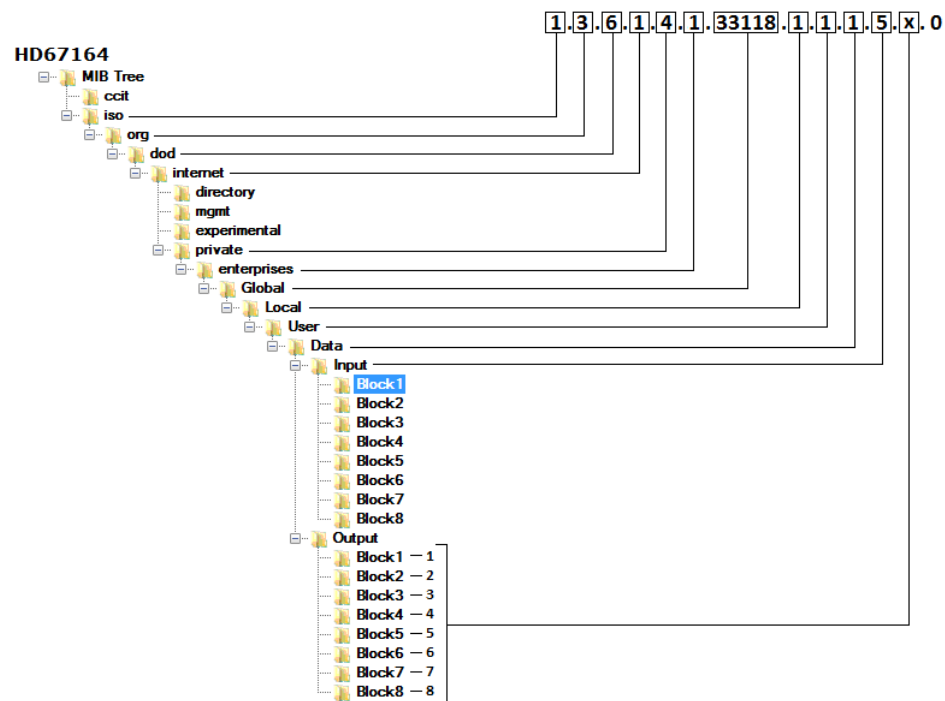 1.3.6.1.4.1.33118.1.1.1.5.x.0
HD67164
MIB Tree
ccit
iso
org
dod
internet
directory
mgmt
experimental
private
enterprises
Global
Local
User
Data
Input
Block1
Block2
Block3
Block4
Block5
Block6
Block7
Block8
Output
Block1 — 1
Block2 — 2
Block3 — 3
Block4 — 4
Block5 — 5
Block6 — 6
Block7 — 7
Block8 — 8